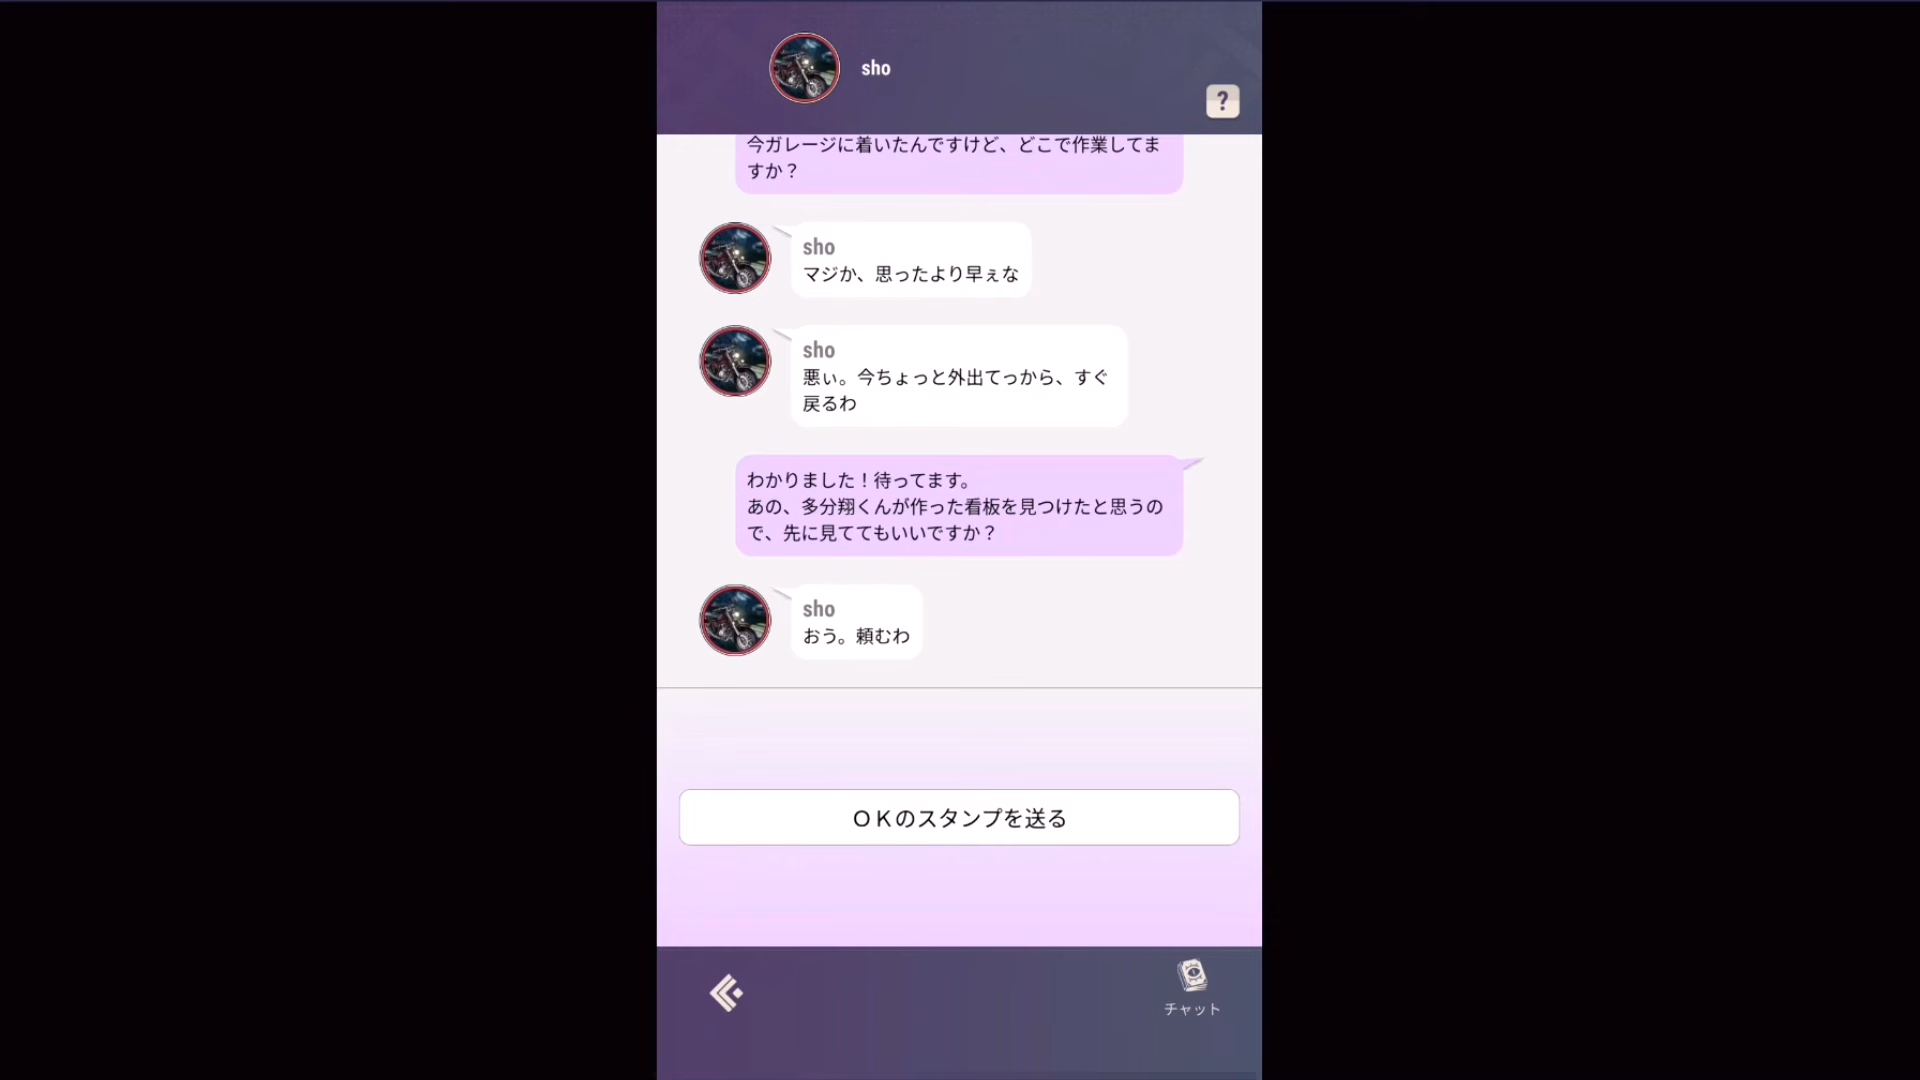 sho
?
今ガレージに着いたんですけど、どこで作業してま
すか？
sho
マジか、思ったより早ぇな
sho
悪ぃ。今ちょっと外出てっから、すぐ
戻るわ
わかりました！待ってます。
あの、多分翔くんが作った看板を見つけたと思うの
で、先に見ててもいいですか？
sho
おう。頼むわ
ＯＫのスタンプを送る
チャット